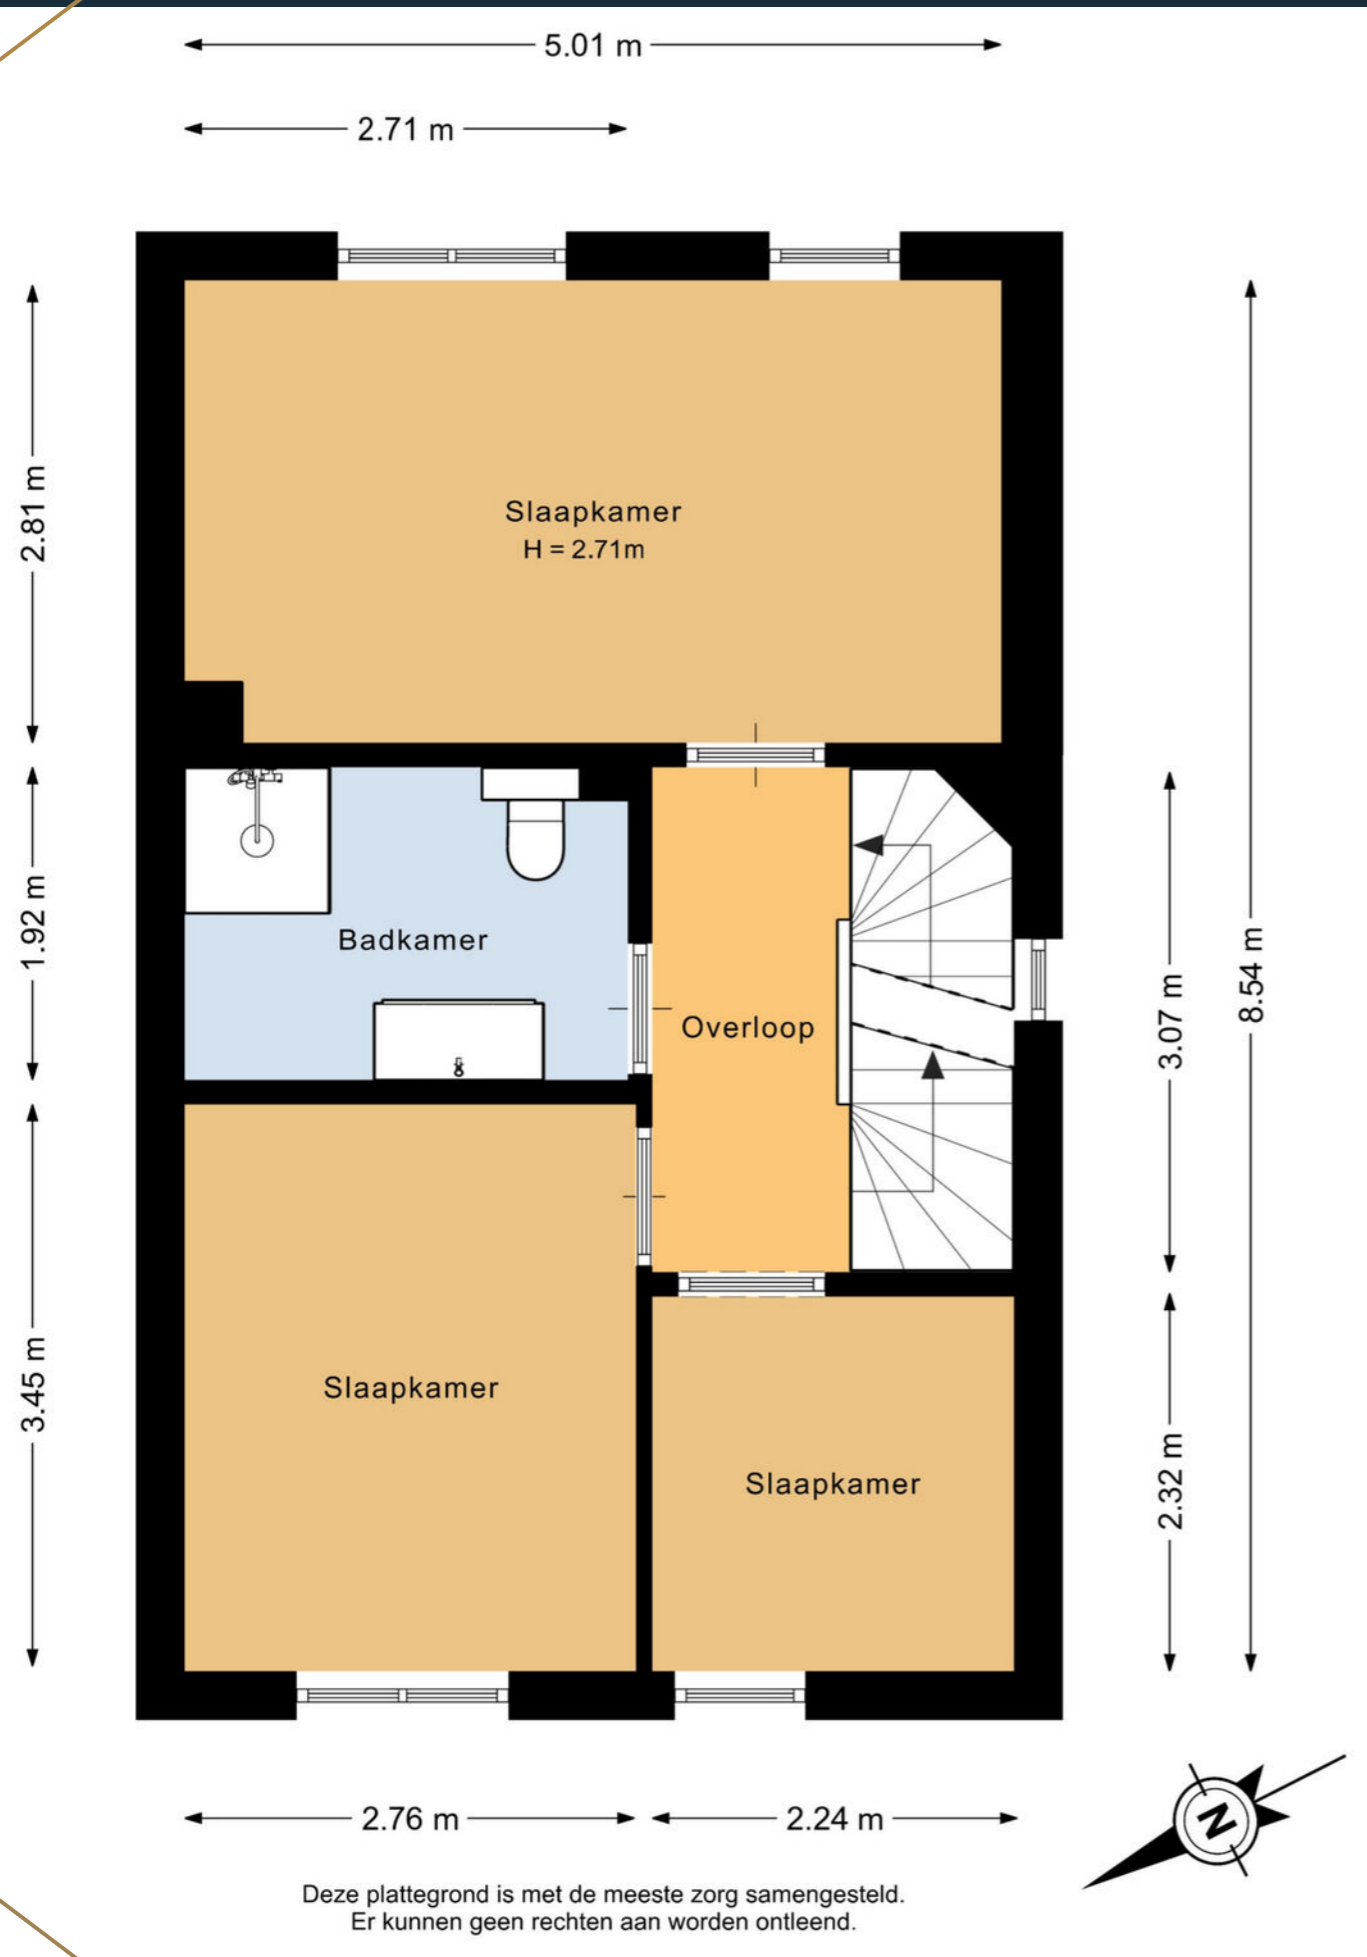 5.01 m
2.71 m
2.81 m
Slaapkamer
H = 2.71m
1.92 m
Badkamer
Overloop
3.07 m
8.54 m
3.45 m
Slaapkamer
Slaapkamer
2.32 m
2.76 m
2.24 m
N
Deze plattegrond is met de meeste zorg samengesteld.
Er kunnen geen rechten aan worden ontleend.